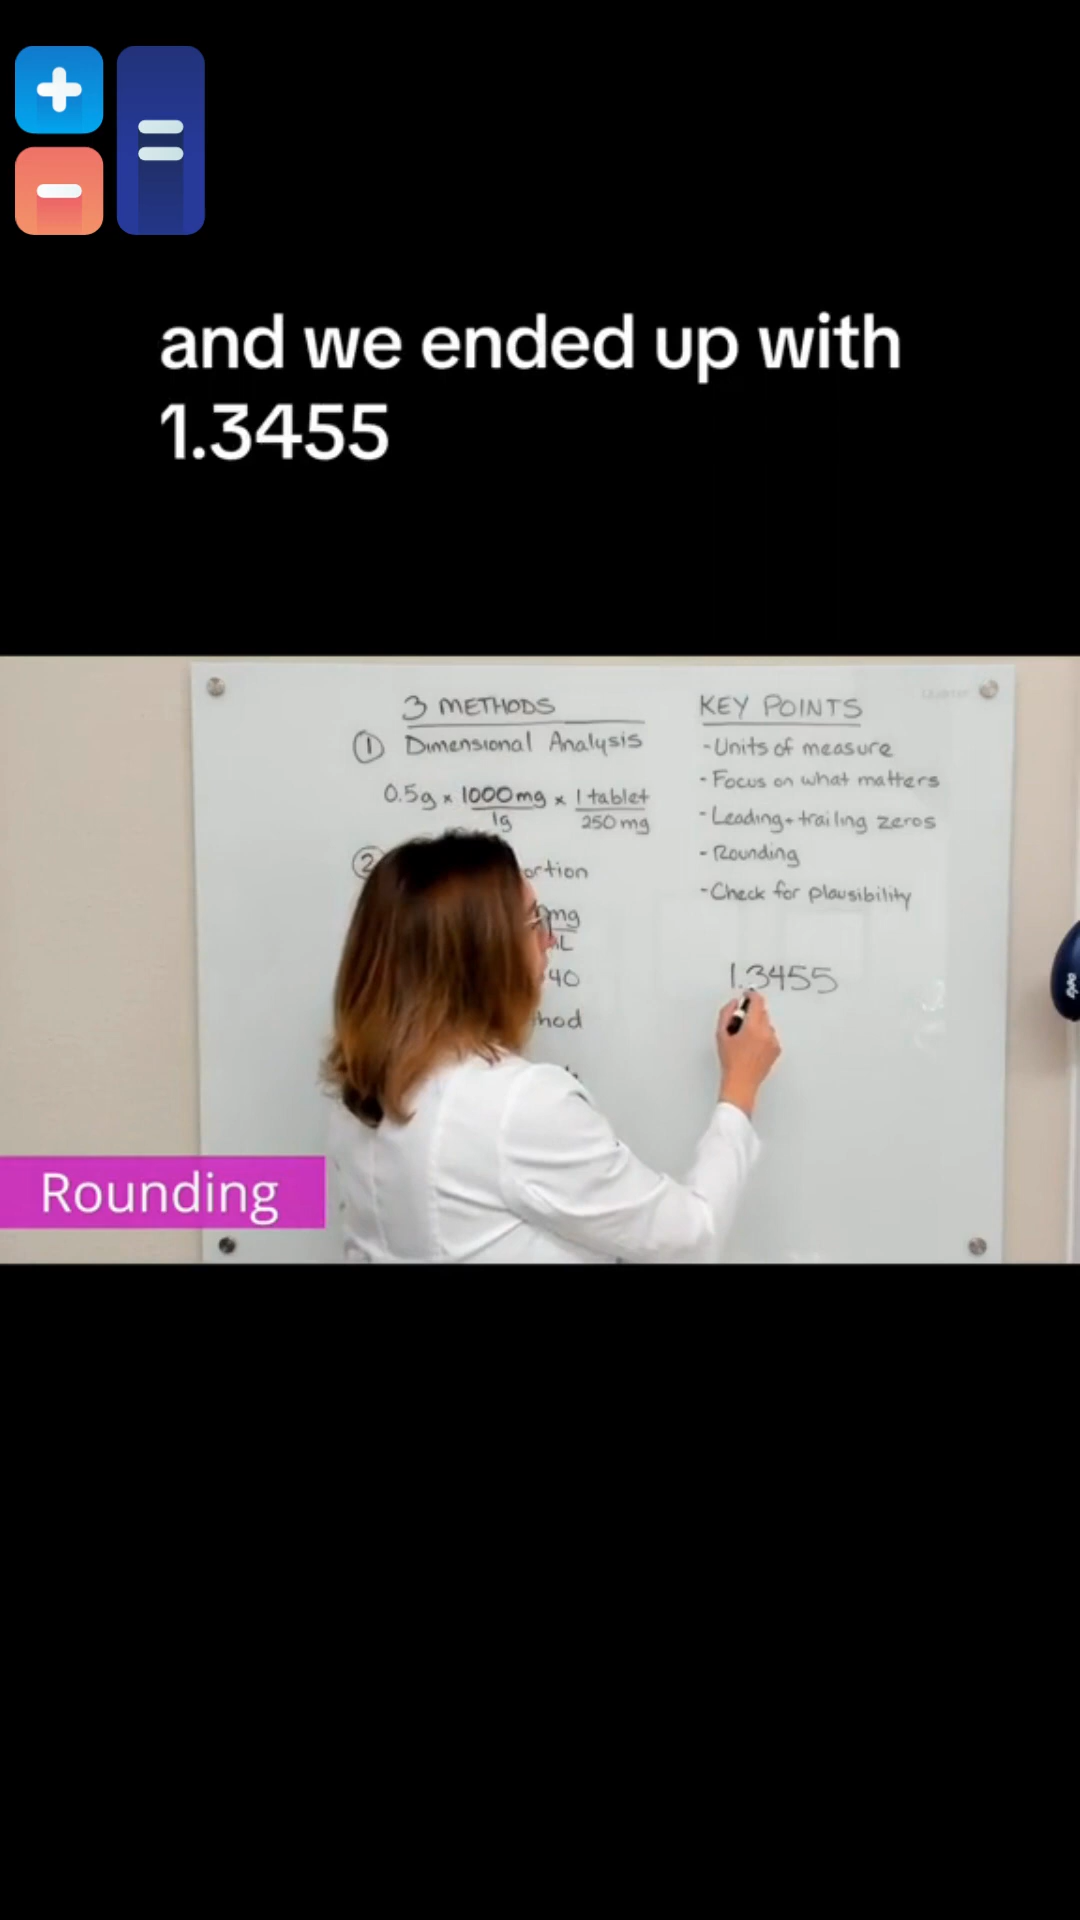 and we ended up with
1.3455
3 METHODS
① Dimensional Analysis
0.5g x 1000mg x 1 tablet
1g 250mg
②
ortion
mg
L
40
hod
KEY POINTS
- Units of measure
- Focus on what matters
- Leading + trailing zeros
- Rounding
- Check for plausibility
1.3455
Rounding